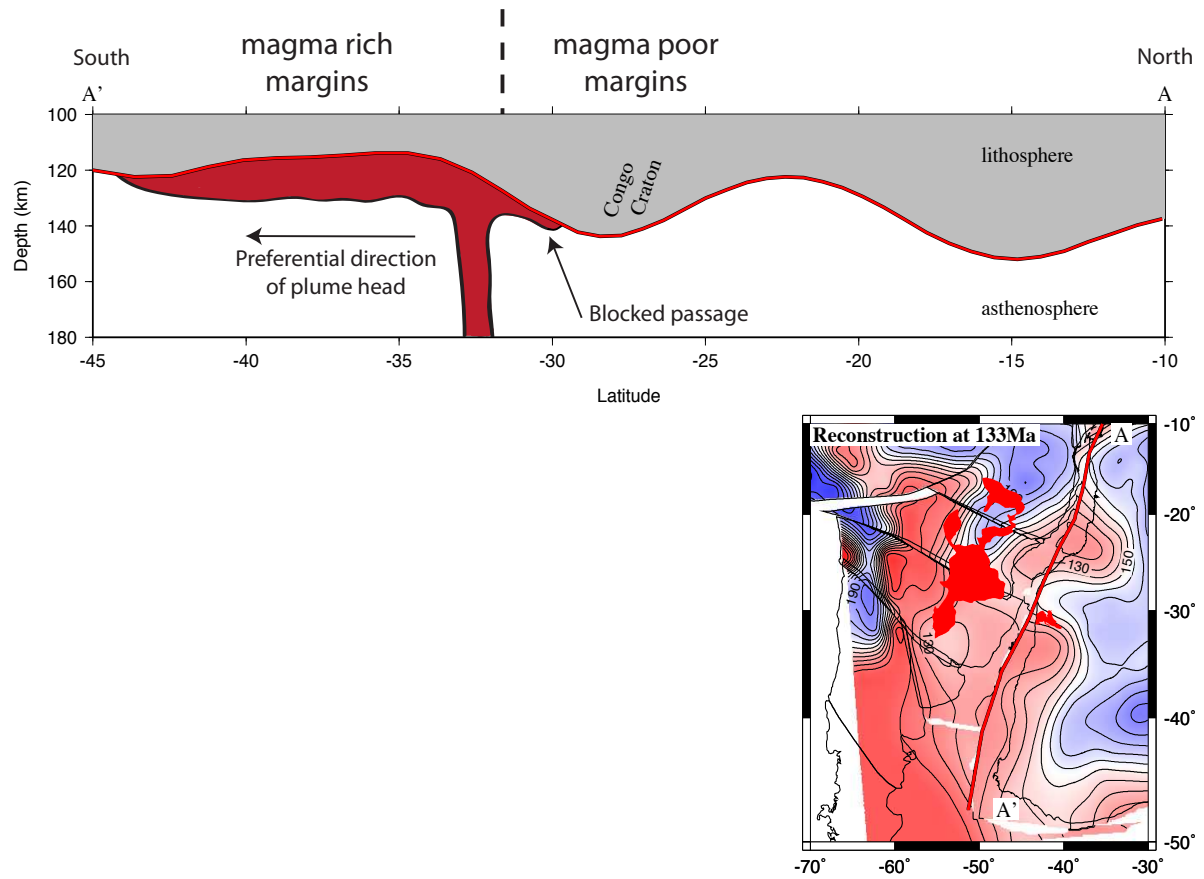 South
magma rich
margins
magma poor
margins
North
A'
A
100
120
140
160
180
Depth (km)
Congo
Craton
lithosphere
Preferential direction
of plume head
Blocked passage
asthenosphere
-45
-40
-35
-30
-25
-20
-15
-10
Latitude
Reconstruction at 133Ma
A
-10°
-20°
-30°
-40°
-50°
130
150
190
A'
-70°
-60°
-50°
-40°
-30°